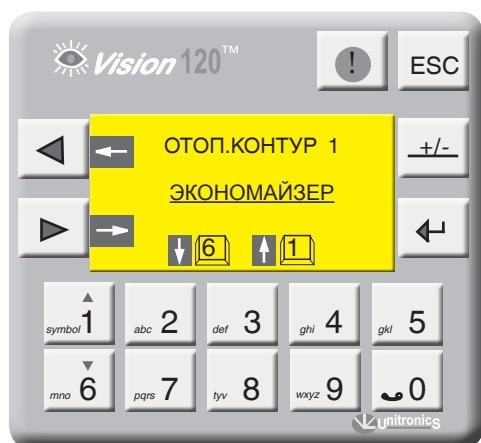 Vision 120™
! ESC
ОТОП.КОНТУР 1
+/-
ЭКОНОМАЙЗЕР
6 1
symbol 1 abc 2 def 3 ghi 4 gkl 5
mno 6 pqrs 7 tyv 8 wxyz 9 0
unitronics